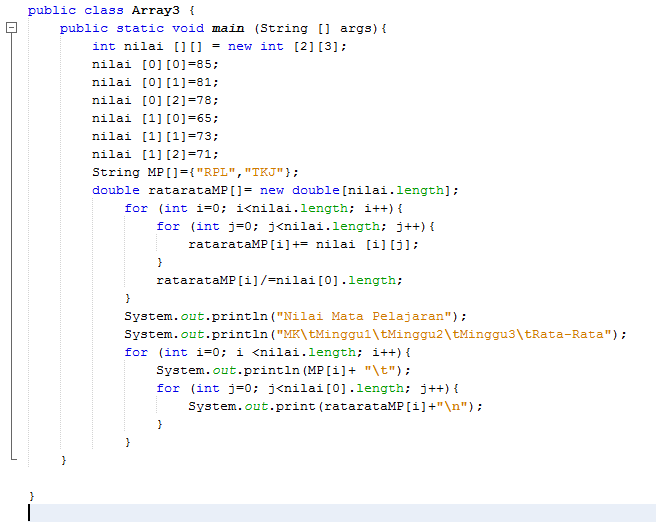 public class Array3 {
public static void main (String [] args){
int nilai [][] = new int [2][3];
nilai [0][0]=85;
nilai [0][1]=81;
nilai [0][2]=78;
nilai [1][0]=65;
nilai [1][1]=73;
nilai [1][2]=71;
String MP[]={"RPL","TKJ"};
double ratarataMP[]= new double[nilai.length];
for (int i=0; i<nilai.length; i++){
for (int j=0; j<nilai.length; j++){
ratarataMP[i]+= nilai [i][j];
}
ratarataMP[i]/=nilai[0].length;
}
System.out.println("Nilai Mata Pelajaran");
System.out.println("MK\tMinggu1\tMinggu2\tMinggu3\tRata-Rata");
for (int i=0; i <nilai.length; i++){
System.out.println(MP[i]+ "\t");
for (int j=0; j<nilai[0].length; j++){
System.out.print(ratarataMP[i]+"\n");
}
}
}
}